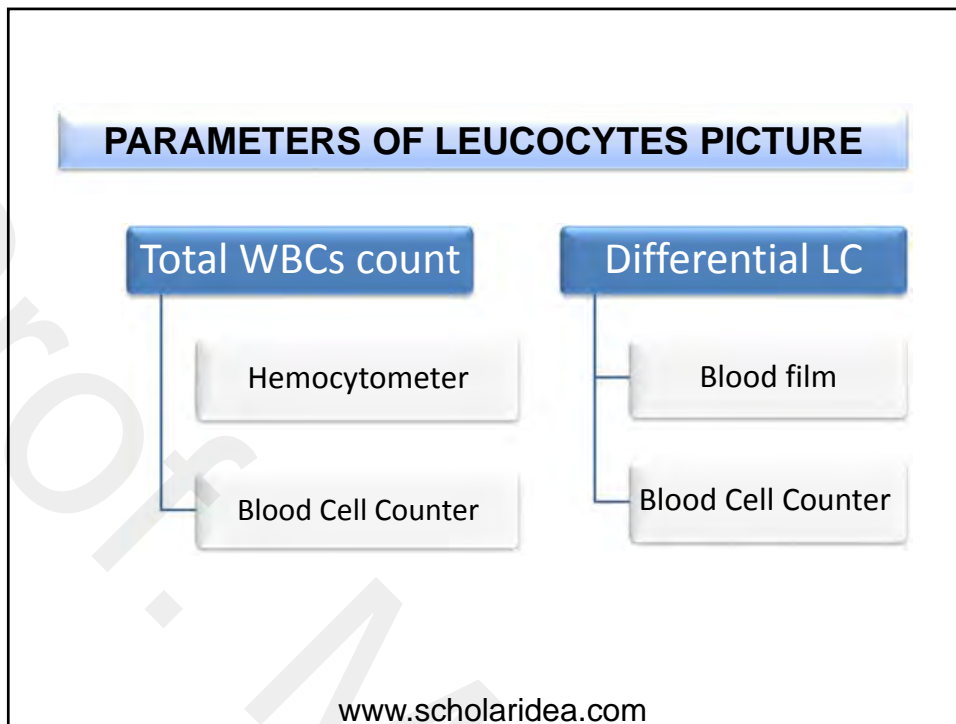 PARAMETERS OF LEUCOCYTES PICTURE
Total WBCs count
Hemocytometer
Blood Cell Counter
Differential LC
Blood film
Blood Cell Counter
Prof. M
www.scholaridea.com